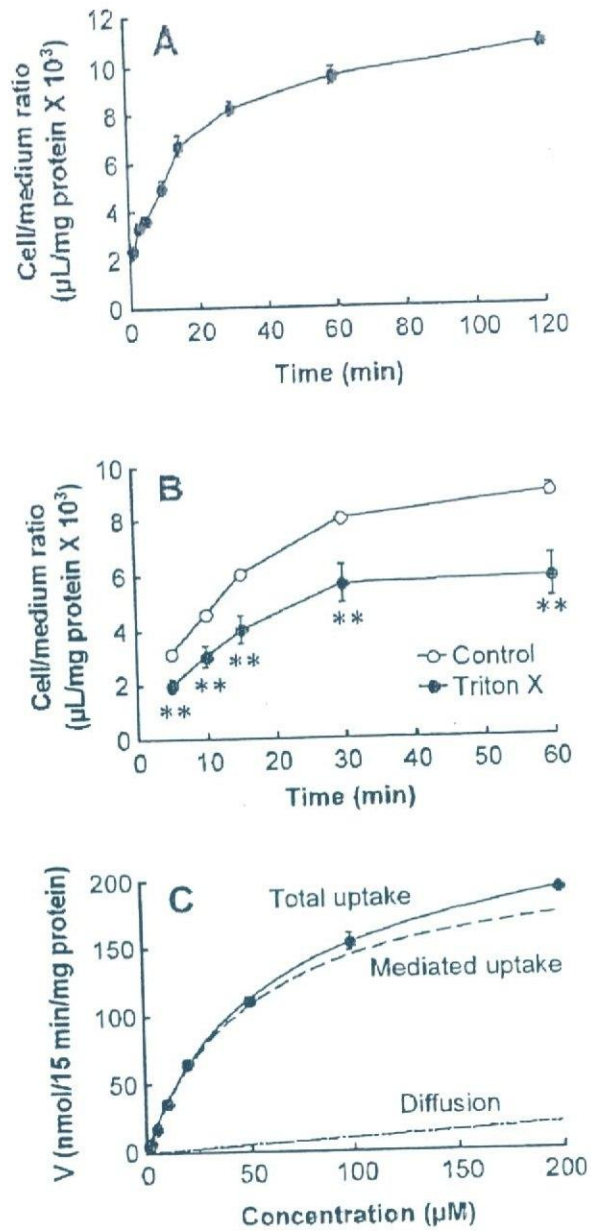 A
Cell/medium ratio
(µL/mg protein X 10³)
12
10
8
6
4
2
0
0 20 40 60 80 100 120
Time (min)
B
Cell/medium ratio
(µL/mg protein X 10³)
10
8
6
4
2
0
** ** ** ** **
Control
Triton X
0 10 20 30 40 50 60
Time (min)
C
V (nmol/15 min/mg protein)
200
150
100
50
0
Total uptake
Mediated uptake
Diffusion
0 50 100 150 200
Concentration (µM)